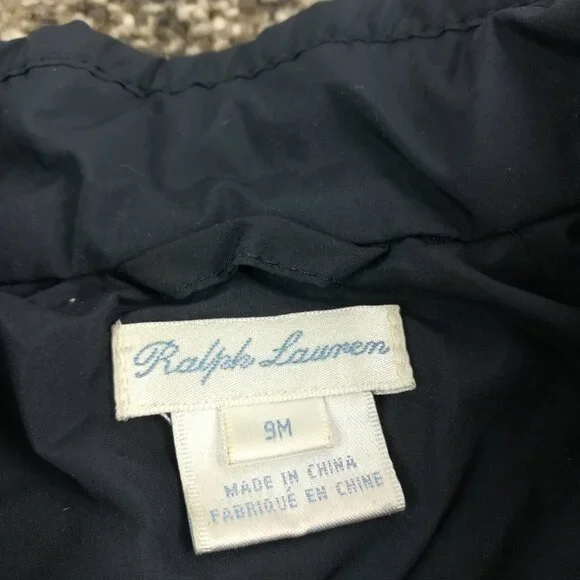 Ralph Lauren
9M
MADE IN CHINA
FABRIQUÉ EN CHINE